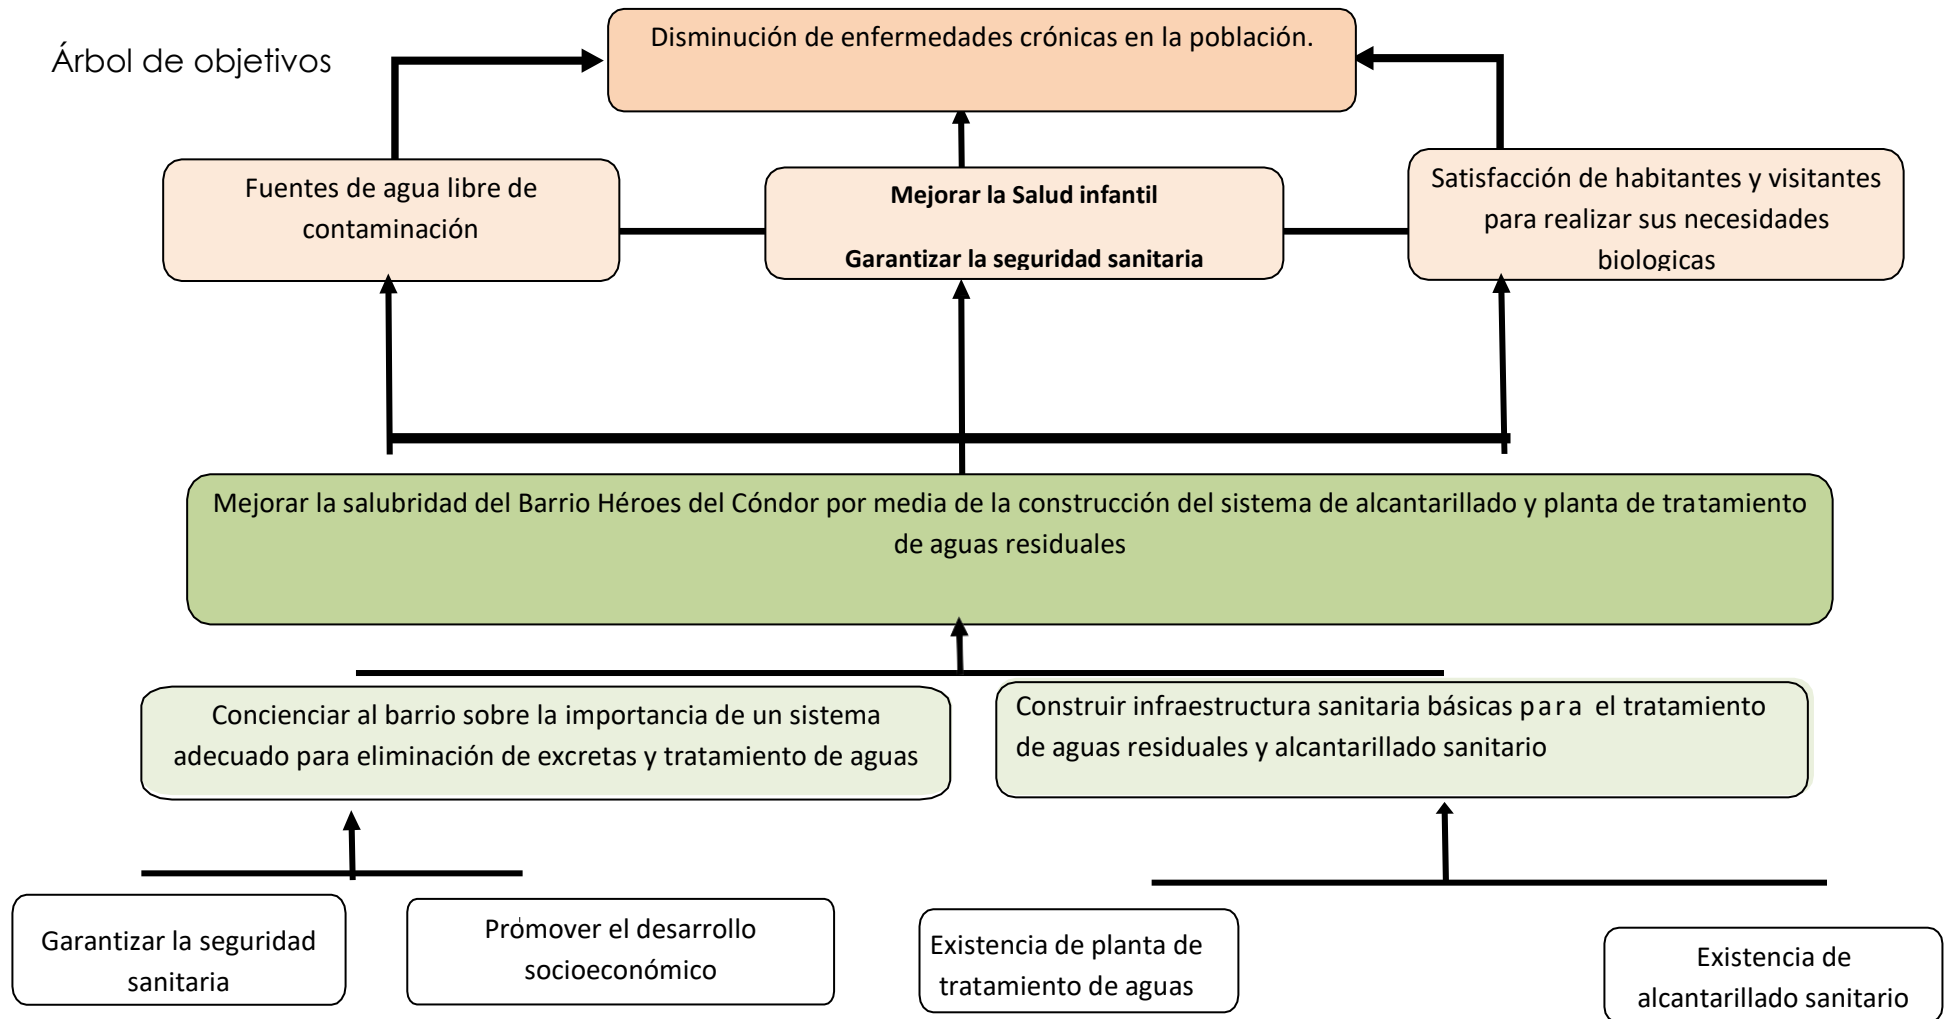 Árbol de objetivos
Disminución de enfermedades crónicas en la población.
Fuentes de agua libre de
contaminación
Mejorar la Salud infantil
Garantizar la seguridad sanitaria
Satisfacción de habitantes y visitantes
para realizar sus necesidades
biologicas
Mejorar la salubridad del Barrio Héroes del Cóndor por media de la construcción del sistema de alcantarillado y planta de tratamiento
de aguas residuales
Concienciar al barrio sobre la importancia de un sistema
adecuado para eliminación de excretas y tratamiento de aguas
Construir infraestructura sanitaria básicas para el tratamiento
de aguas residuales y alcantarillado sanitario
Garantizar la seguridad
sanitaria
Promover el desarrollo
socioeconómico
Existencia de planta de
tratamiento de aguas
Existencia de
alcantarillado sanitario